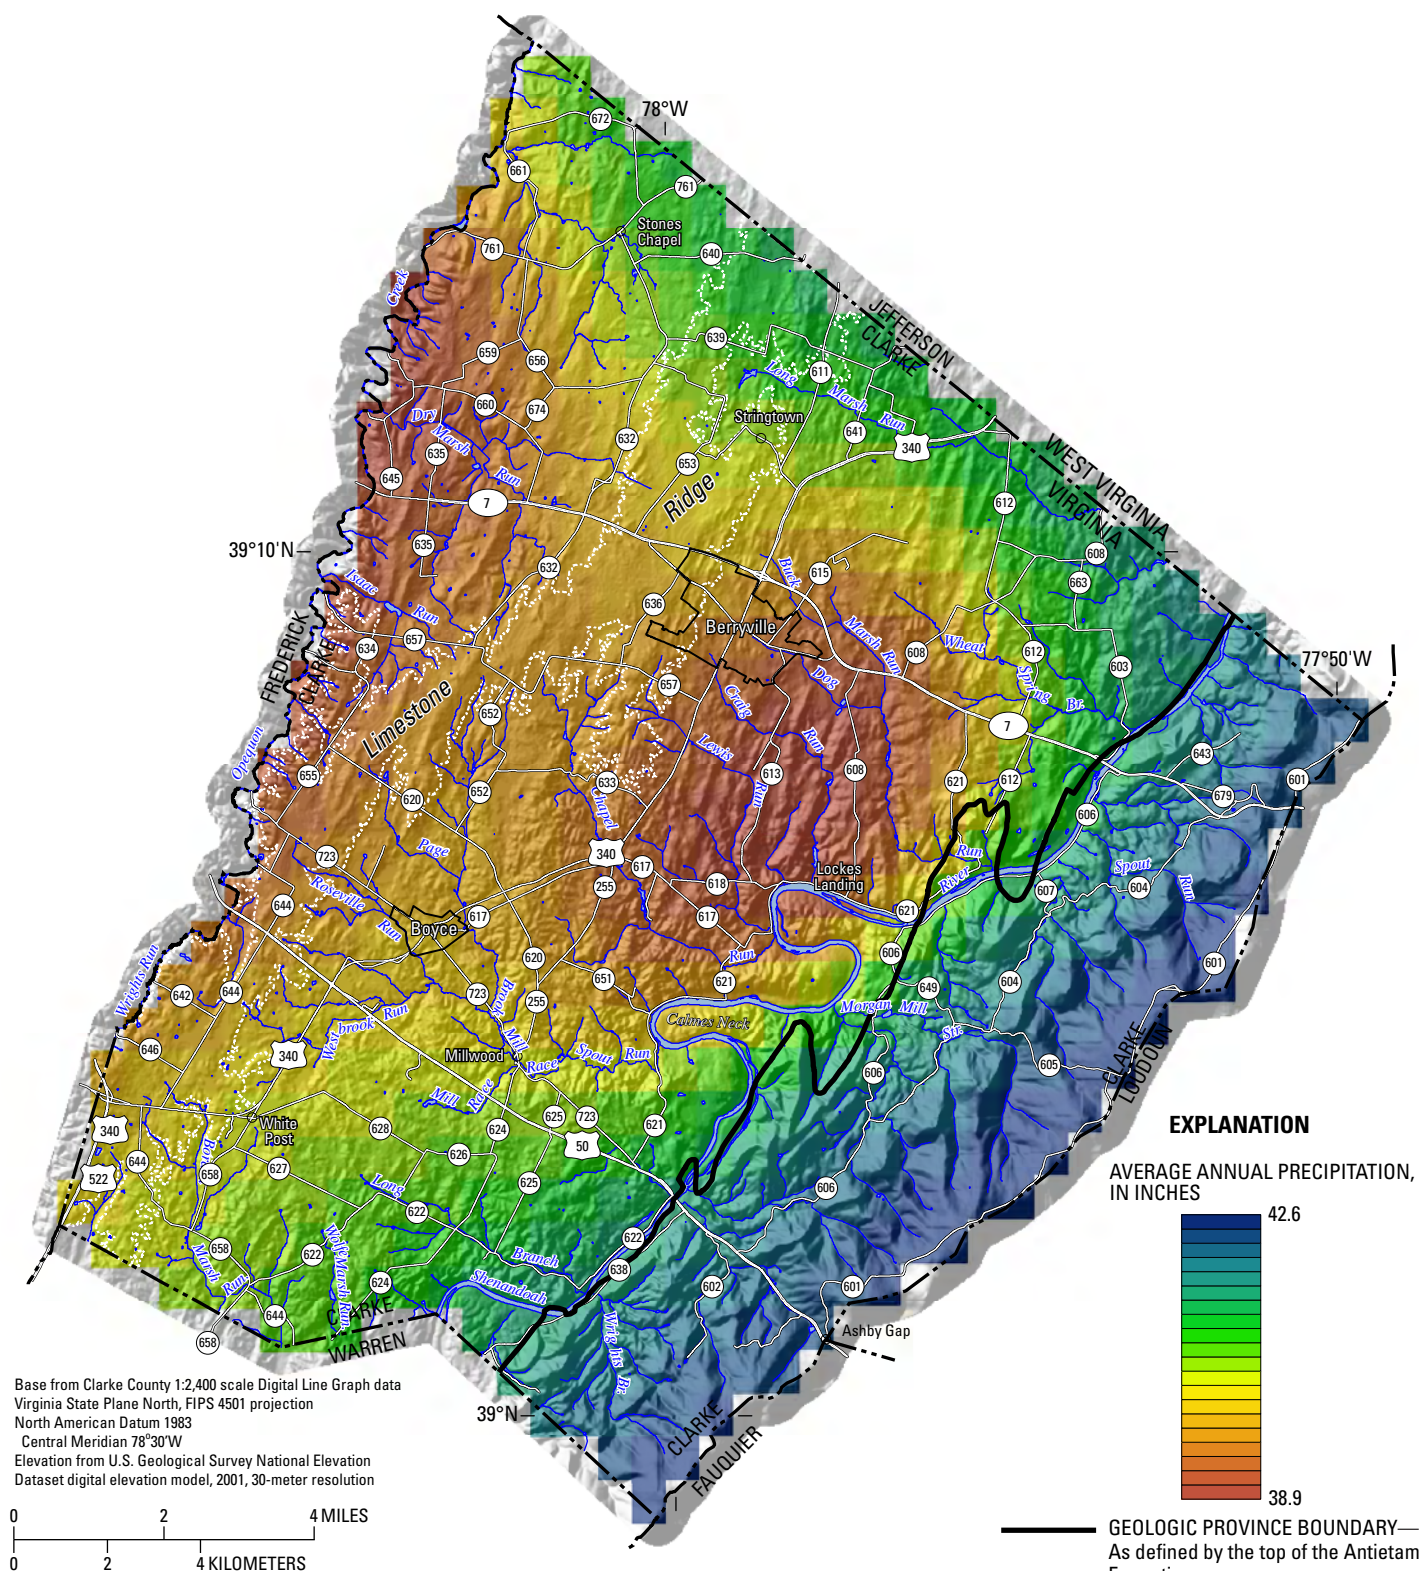 78°W
672
661
761
Stones
Chapel
761
640
Creek
JEFFERSON
CLARKE
639
659
656
611
Long
Marsh
Run
660
674
Dry
Marsh
Run
Stringtown
632
641
340
635
653
645
7
Ridge
612
WEST VIRGINIA
VIRGINIA
39°10'N
635
632
Buck
615
608
663
Isaac
Run
636
Berryville
Marsh Run
608
Wheat
612
603
Spring
Br.
FREDERICK
CLARKE
634
657
77°50'W
657
Dog
Run
Craig
Limestone
652
Lewis
Run
7
643
Opequon
655
620
652
633
613
608
621
612
601
679
606
Chapel
Page
723
340
617
255
618
Lockes
Landing
Run
River
Spout
Run
604
607
Roseville
Run
644
Boyce
617
617
621
Run
606
620
651
621
601
Wrights Run
642
644
723
255
Brook
649
604
Westbrook
Run
Calmes Neck
Morgan
Mill
Str.
646
340
Millwood
Mill
Race
Spout
Run
606
605
CLARKE
LOUDOUN
Mill
Race
340
White
Post
628
624
625
723
621
50
EXPLANATION
644
522
Borom
658
627
626
625
606
AVERAGE ANNUAL PRECIPITATION,
IN INCHES
Long
622
Branch
42.6
658
622
Wolfe
Marsh Run
Marsh
Run
624
622
638
Shenandoah
602
601
644
658
CLARKE
WARREN
Wrights
Br.
Ashby Gap
Base from Clarke County 1:2,400 scale Digital Line Graph data
Virginia State Plane North, FIPS 4501 projection
North American Datum 1983
Central Meridian 78°30'W
Elevation from U.S. Geological Survey National Elevation
Dataset digital elevation model, 2001, 30-meter resolution
39°N
CLARKE
FAUQUIER
38.9
0 2 4 MILES
0 2 4 KILOMETERS
GEOLOGIC PROVINCE BOUNDARY—
As defined by the top of the Antietam